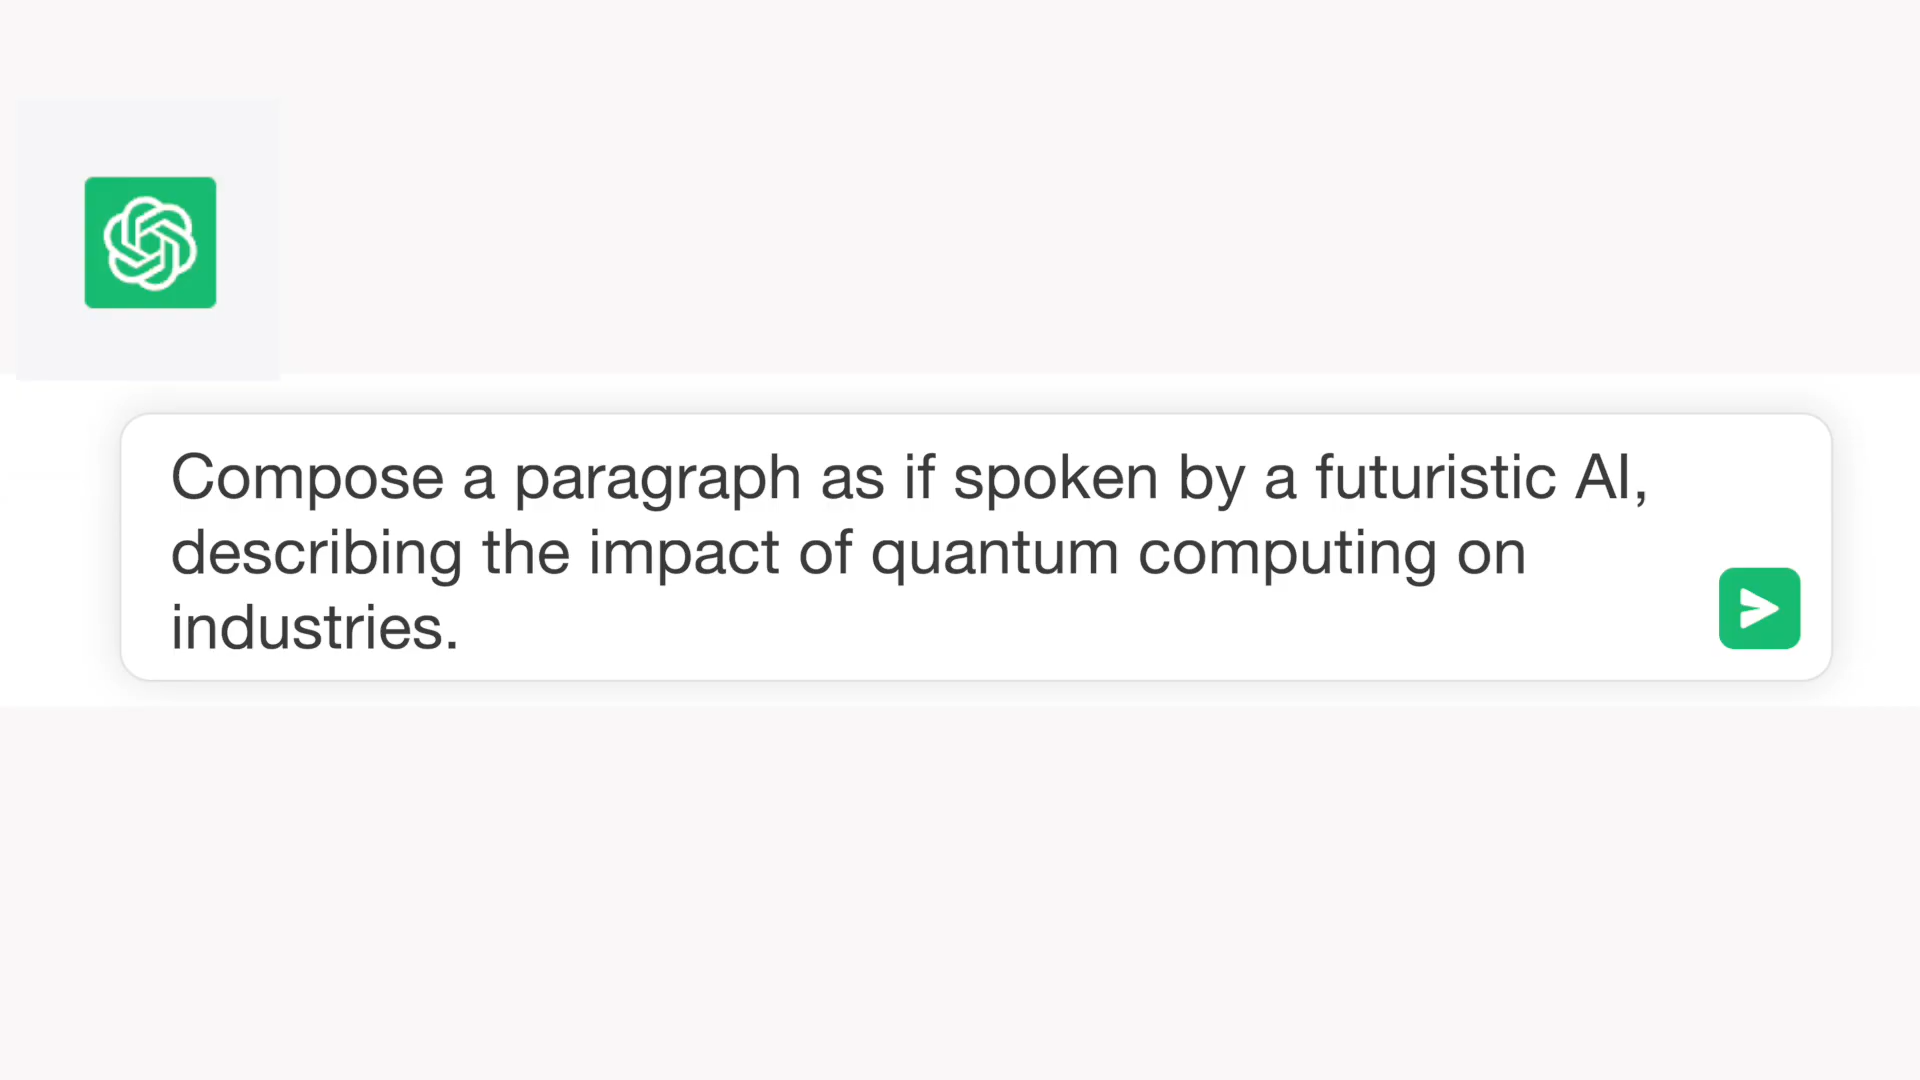 Compose a paragraph as if spoken by a futuristic AI,
describing the impact of quantum computing on
industries.